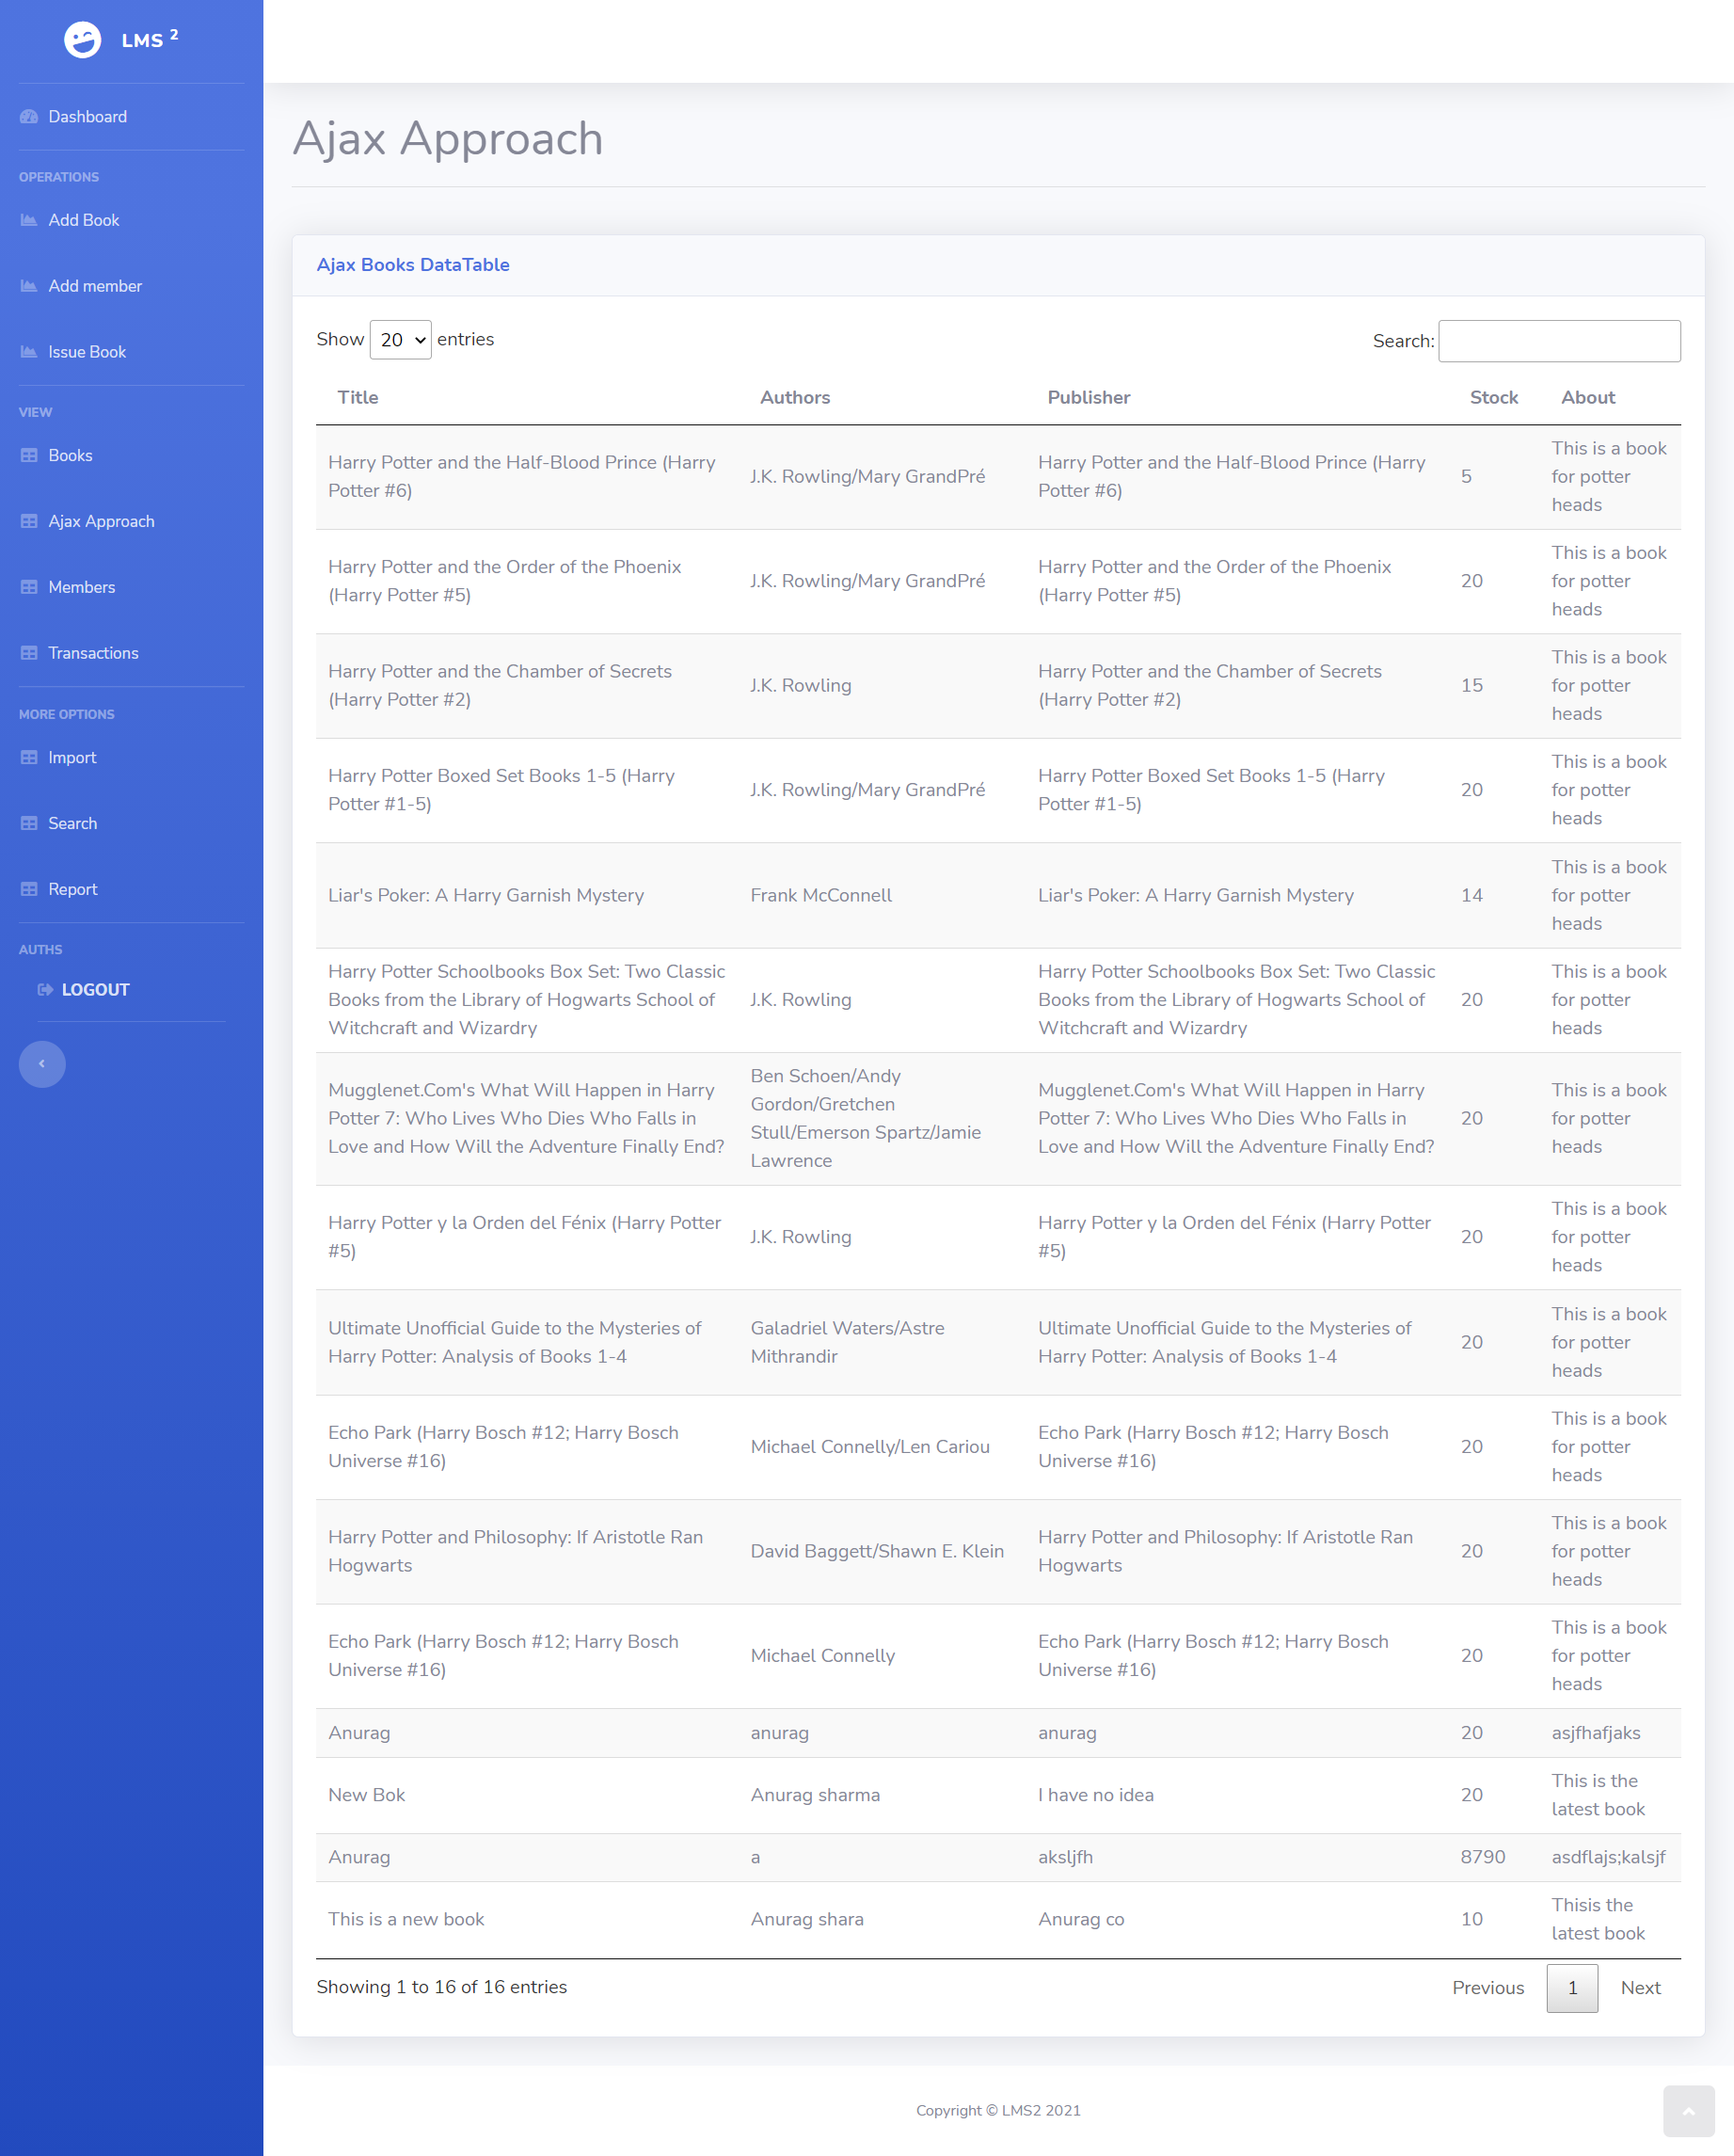 LMS 2
Dashboard
OPERATIONS
Add Book
Add member
Issue Book
VIEW
Books
Ajax Approach
Members
Transactions
MORE OPTIONS
Import
Search
Report
AUTHS
LOGOUT
Ajax Approach
Ajax Books DataTable
Show 20 entries Search:
Title Authors Publisher Stock About
Harry Potter and the Half-Blood Prince (Harry
Potter #6)
J.K. Rowling/Mary GrandPré
Harry Potter and the Half-Blood Prince (Harry
Potter #6)
5
This is a book
for potter
heads
Harry Potter and the Order of the Phoenix
(Harry Potter #5)
J.K. Rowling/Mary GrandPré
Harry Potter and the Order of the Phoenix
(Harry Potter #5)
20
This is a book
for potter
heads
Harry Potter and the Chamber of Secrets
(Harry Potter #2)
J.K. Rowling
Harry Potter and the Chamber of Secrets
(Harry Potter #2)
15
This is a book
for potter
heads
Harry Potter Boxed Set Books 1-5 (Harry
Potter #1-5)
J.K. Rowling/Mary GrandPré
Harry Potter Boxed Set Books 1-5 (Harry
Potter #1-5)
20
This is a book
for potter
heads
Liar's Poker: A Harry Garnish Mystery
Frank McConnell
Liar's Poker: A Harry Garnish Mystery
14
This is a book
for potter
heads
Harry Potter Schoolbooks Box Set: Two Classic
Books from the Library of Hogwarts School of
Witchcraft and Wizardry
J.K. Rowling
Harry Potter Schoolbooks Box Set: Two Classic
Books from the Library of Hogwarts School of
Witchcraft and Wizardry
20
This is a book
for potter
heads
Mugglenet.Com's What Will Happen in Harry
Potter 7: Who Lives Who Dies Who Falls in
Love and How Will the Adventure Finally End?
Ben Schoen/Andy
Gordon/Gretchen
Stull/Emerson Spartz/Jamie
Lawrence
Mugglenet.Com's What Will Happen in Harry
Potter 7: Who Lives Who Dies Who Falls in
Love and How Will the Adventure Finally End?
20
This is a book
for potter
heads
Harry Potter y la Orden del Fénix (Harry Potter
#5)
J.K. Rowling
Harry Potter y la Orden del Fénix (Harry Potter
#5)
20
This is a book
for potter
heads
Ultimate Unofficial Guide to the Mysteries of
Harry Potter: Analysis of Books 1-4
Galadriel Waters/Astre
Mithrandir
Ultimate Unofficial Guide to the Mysteries of
Harry Potter: Analysis of Books 1-4
20
This is a book
for potter
heads
Echo Park (Harry Bosch #12; Harry Bosch
Universe #16)
Michael Connelly/Len Cariou
Echo Park (Harry Bosch #12; Harry Bosch
Universe #16)
20
This is a book
for potter
heads
Harry Potter and Philosophy: If Aristotle Ran
Hogwarts
David Baggett/Shawn E. Klein
Harry Potter and Philosophy: If Aristotle Ran
Hogwarts
20
This is a book
for potter
heads
Echo Park (Harry Bosch #12; Harry Bosch
Universe #16)
Michael Connelly
Echo Park (Harry Bosch #12; Harry Bosch
Universe #16)
20
This is a book
for potter
heads
Anurag anurag anurag 20 asjfhafjaks
New Bok
Anurag sharma
I have no idea
20
This is the
latest book
Anurag a aksljfh 8790 asdflajs;kalsjf
This is a new book
Anurag shara
Anurag co
10
Thisis the
latest book
Showing 1 to 16 of 16 entries Previous 1 Next
Copyright © LMS2 2021